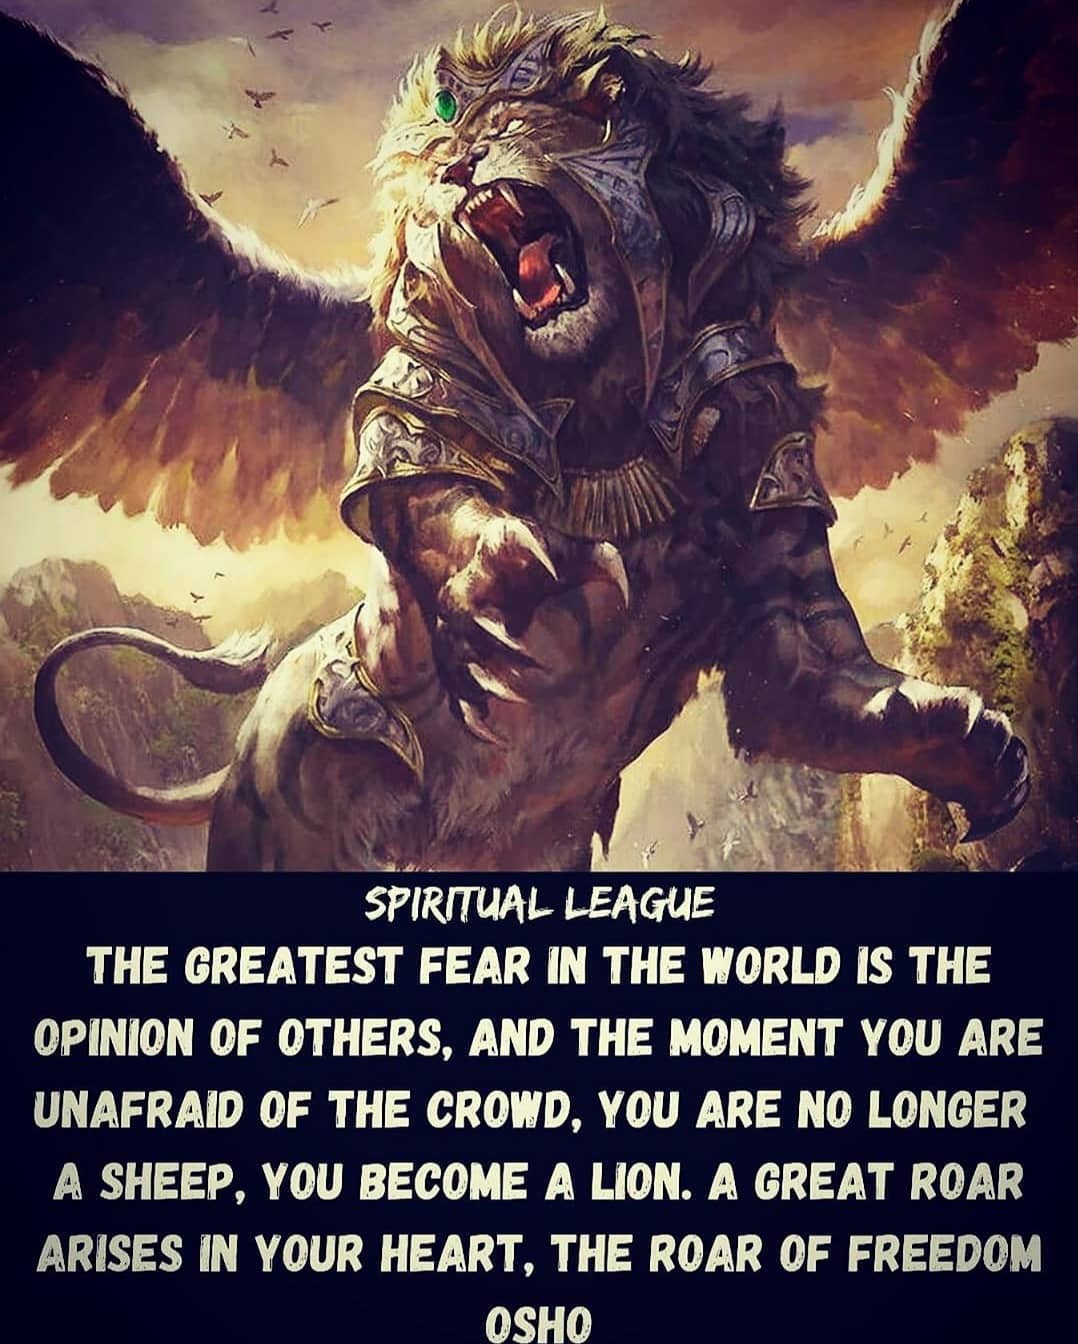 SPIRITUAL LEAGUE
THE GREATEST FEAR IN THE WORLD IS THE
OPINION OF OTHERS, AND THE MOMENT YOU ARE
UNAFRAID OF THE CROWD, YOU ARE NO LONGER
A SHEEP, YOU BECOME A LION. A GREAT ROAR
ARISES IN YOUR HEART, THE ROAR OF FREEDOM
OSHO